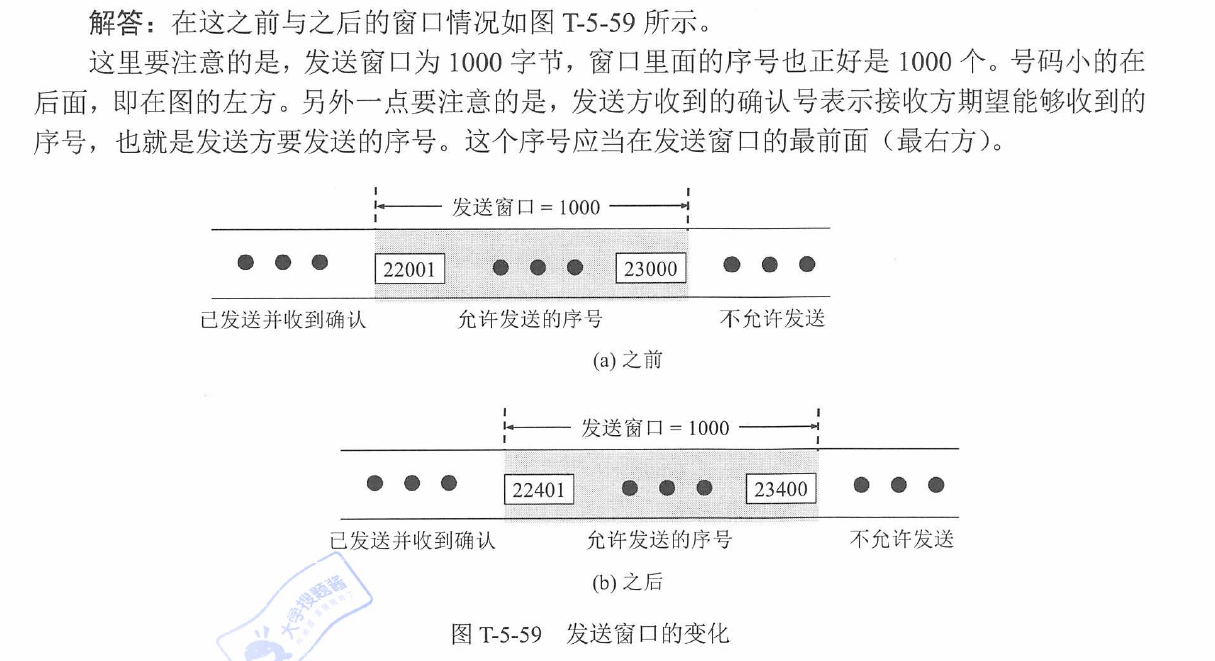 解答：在这之前与之后的窗口情况如图 T-5-59 所示。
这里要注意的是，发送窗口为 1000 字节，窗口里面的序号也正好是 1000 个。号码小的在
后面，即在图的左方。另外一点要注意的是，发送方收到的确认号表示接收方期望能够收到的
序号，也就是发送方要发送的序号。这个序号应当在发送窗口的最前面（最右方）。
发送窗口 = 1000
22001
23000
已发送并收到确认
允许发送的序号
不允许发送
(a) 之前
发送窗口 = 1000
22401
23400
已发送并收到确认
允许发送的序号
不允许发送
(b) 之后
大学搜题酱
图 T-5-59 发送窗口的变化